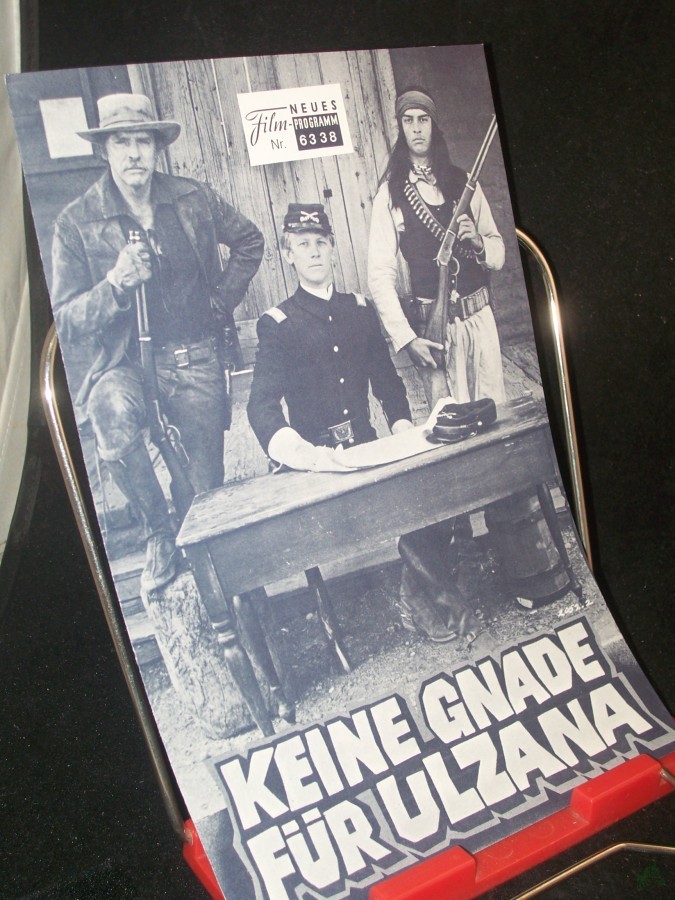 NEUES
Film-PROGRAMM
Nr. 6338
KEINE GNADE
FÜR ULZANA